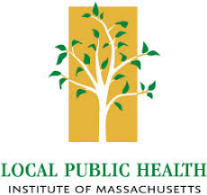 LOCAL PUBLIC HEALTH
INSTITUTE OF MASSACHUSETTS